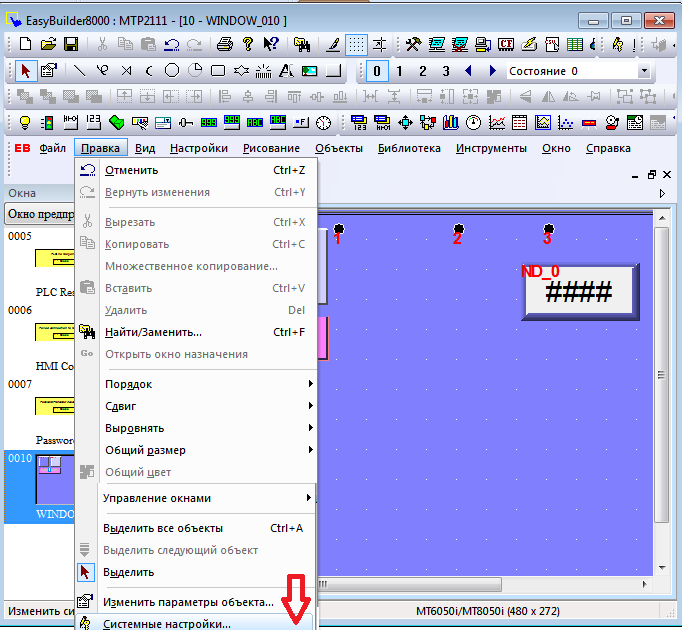 EasyBuilder8000 : MTP2111 - [10 - WINDOW_010 ]
0 1 2 3 Состояние 0
EB Файл Правка Вид Настройки Рисование Объекты Библиотека Инструменты Окно Справка
Окна
Окно предпр
0005
PLC Res
0006
HMI Co
0007
Passwor
0010
WINDO
Отменить Ctrl+Z
Вернуть изменения Ctrl+Y
Вырезать Ctrl+X
Копировать Ctrl+C
Множественное копирование...
Вставить Ctrl+V
Удалить Del
Найти/Заменить... Ctrl+F
Go Открыть окно назначения
Порядок
Сдвиг
Выровнять
Общий размер
Общий цвет
Управление окнами
Выделить все объекты Ctrl+A
Выделить следующий объект
Выделить
Изменить параметры объекта...
Системные настройки...
1 2 3
ND_0
####
Изменить си
MT6050i/MT8050i (480 x 272)